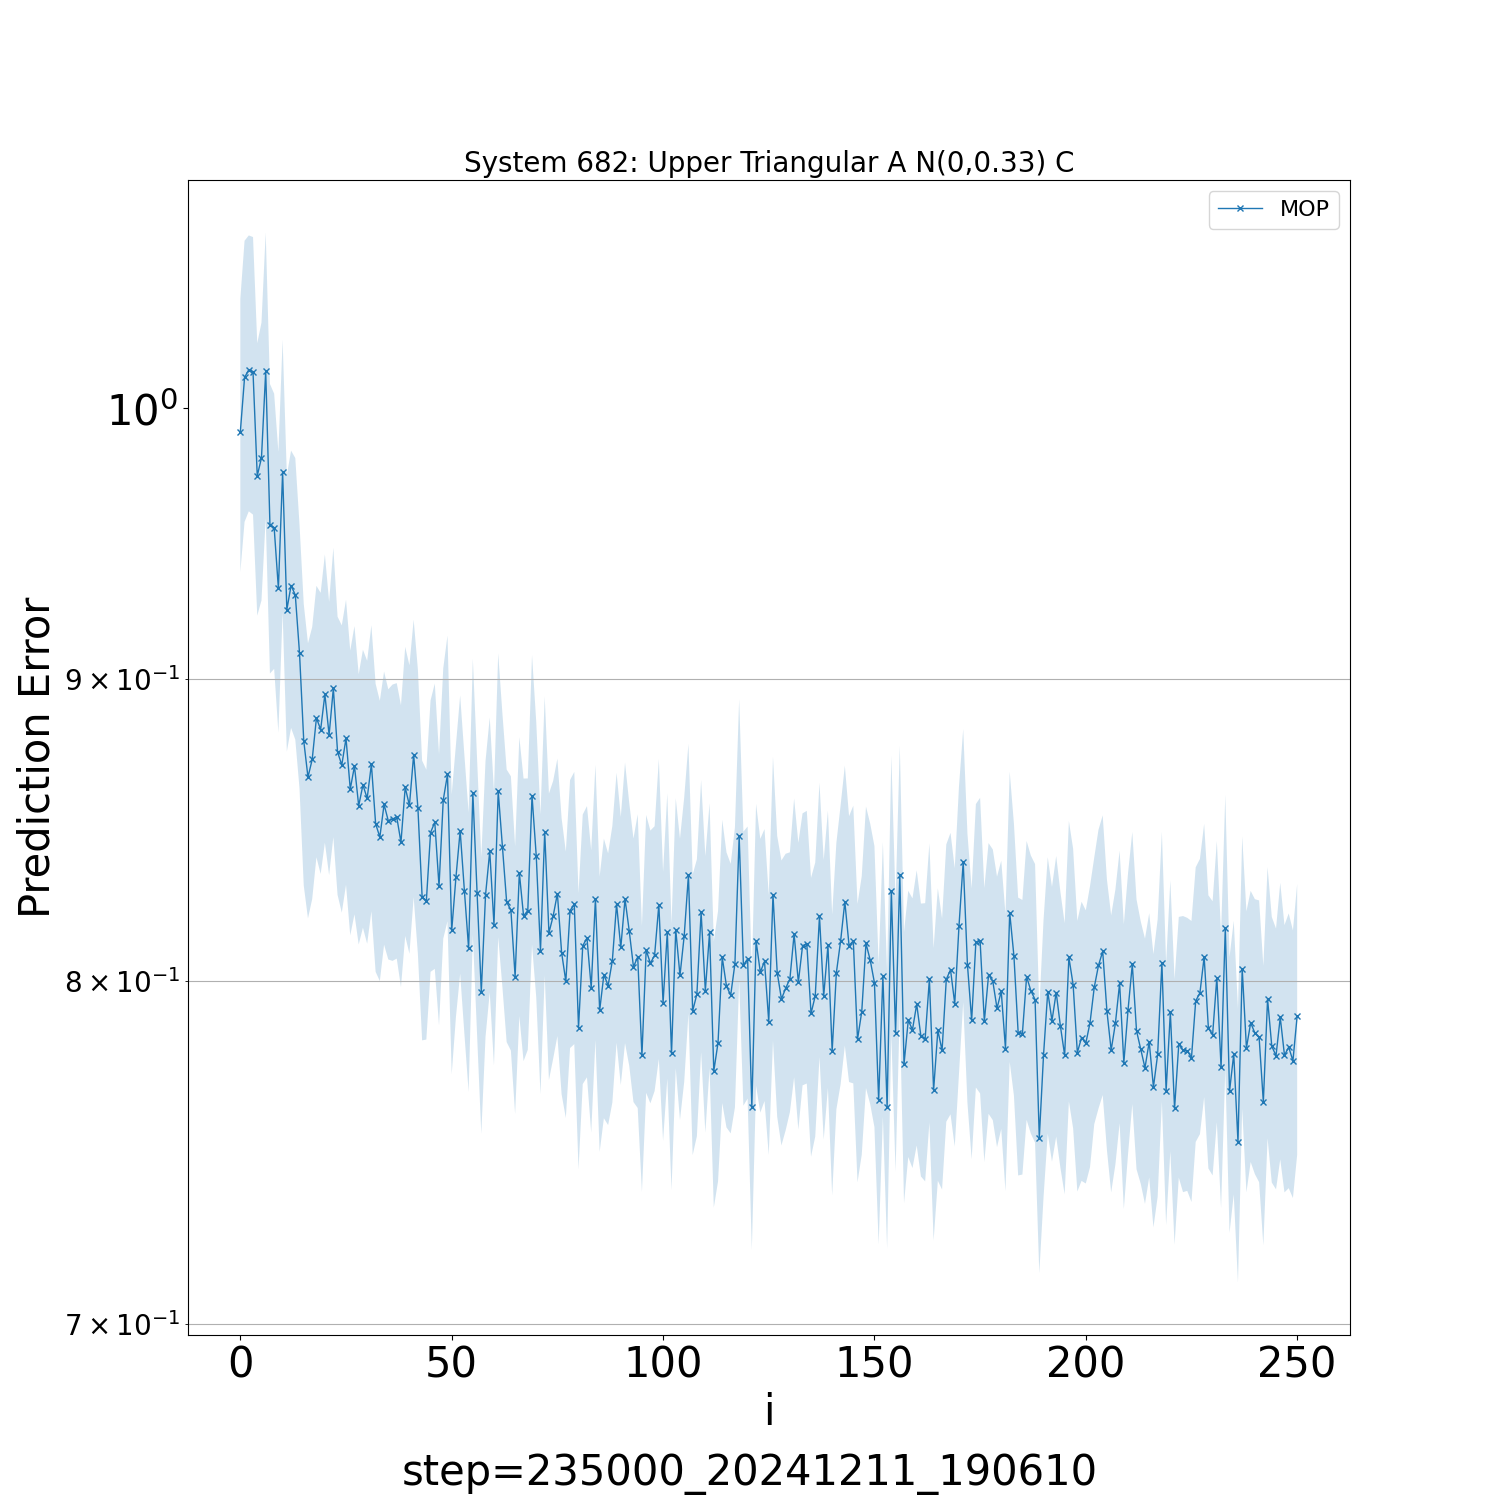 System 682: Upper Triangular A N(0,0.33) C
MOP
Prediction Error
10⁰
9 × 10⁻¹
8 × 10⁻¹
7 × 10⁻¹
0 50 100 150 200 250
i
step=235000_20241211_190610